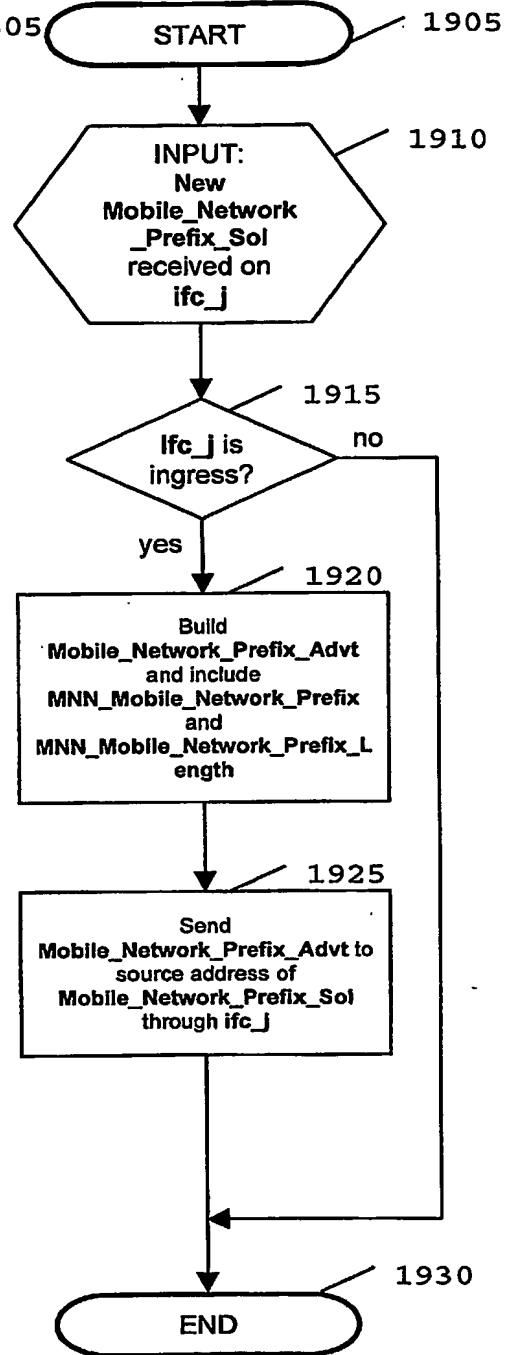 05
START
1905
1910
INPUT:
New
Mobile_Network
_Prefix_Sol
received on
ifc_j
1915
Ifc_j is
ingress?
no
yes
1920
Build
Mobile_Network_Prefix_Advt
and include
MNN_Mobile_Network_Prefix
and
MNN_Mobile_Network_Prefix_L
ength
1925
Send
Mobile_Network_Prefix_Advt to
source address of
Mobile_Network_Prefix_Sol
through ifc_j
1930
END